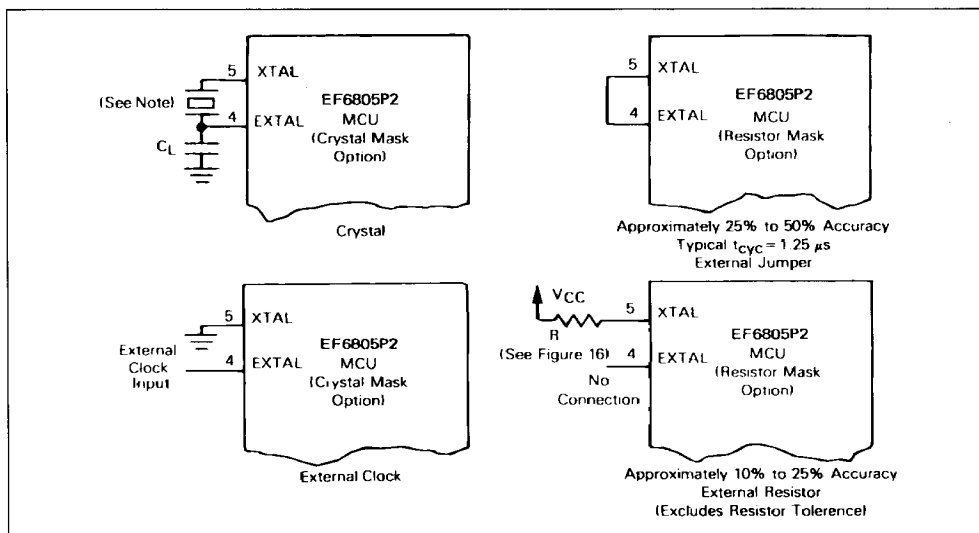 5
XTAL
(See Note)
4
EXTAL
CL
EF6805P2
MCU
(Crystal Mask
Option)
Crystal
5
XTAL
4
EXTAL
EF6805P2
MCU
(Resistor Mask
Option)
Approximately 25% to 50% Accuracy
Typical tcyc = 1.25 μs
External Jumper
5
XTAL
External
Clock
Input
4
EXTAL
EF6805P2
MCU
(Crystal Mask
Option)
External Clock
VCC
5
XTAL
R
(See Figure 16)
4
EXTAL
No
Connection
EF6805P2
MCU
(Resistor Mask
Option)
Approximately 10% to 25% Accuracy
External Resistor
(Excludes Resistor Tolerence)